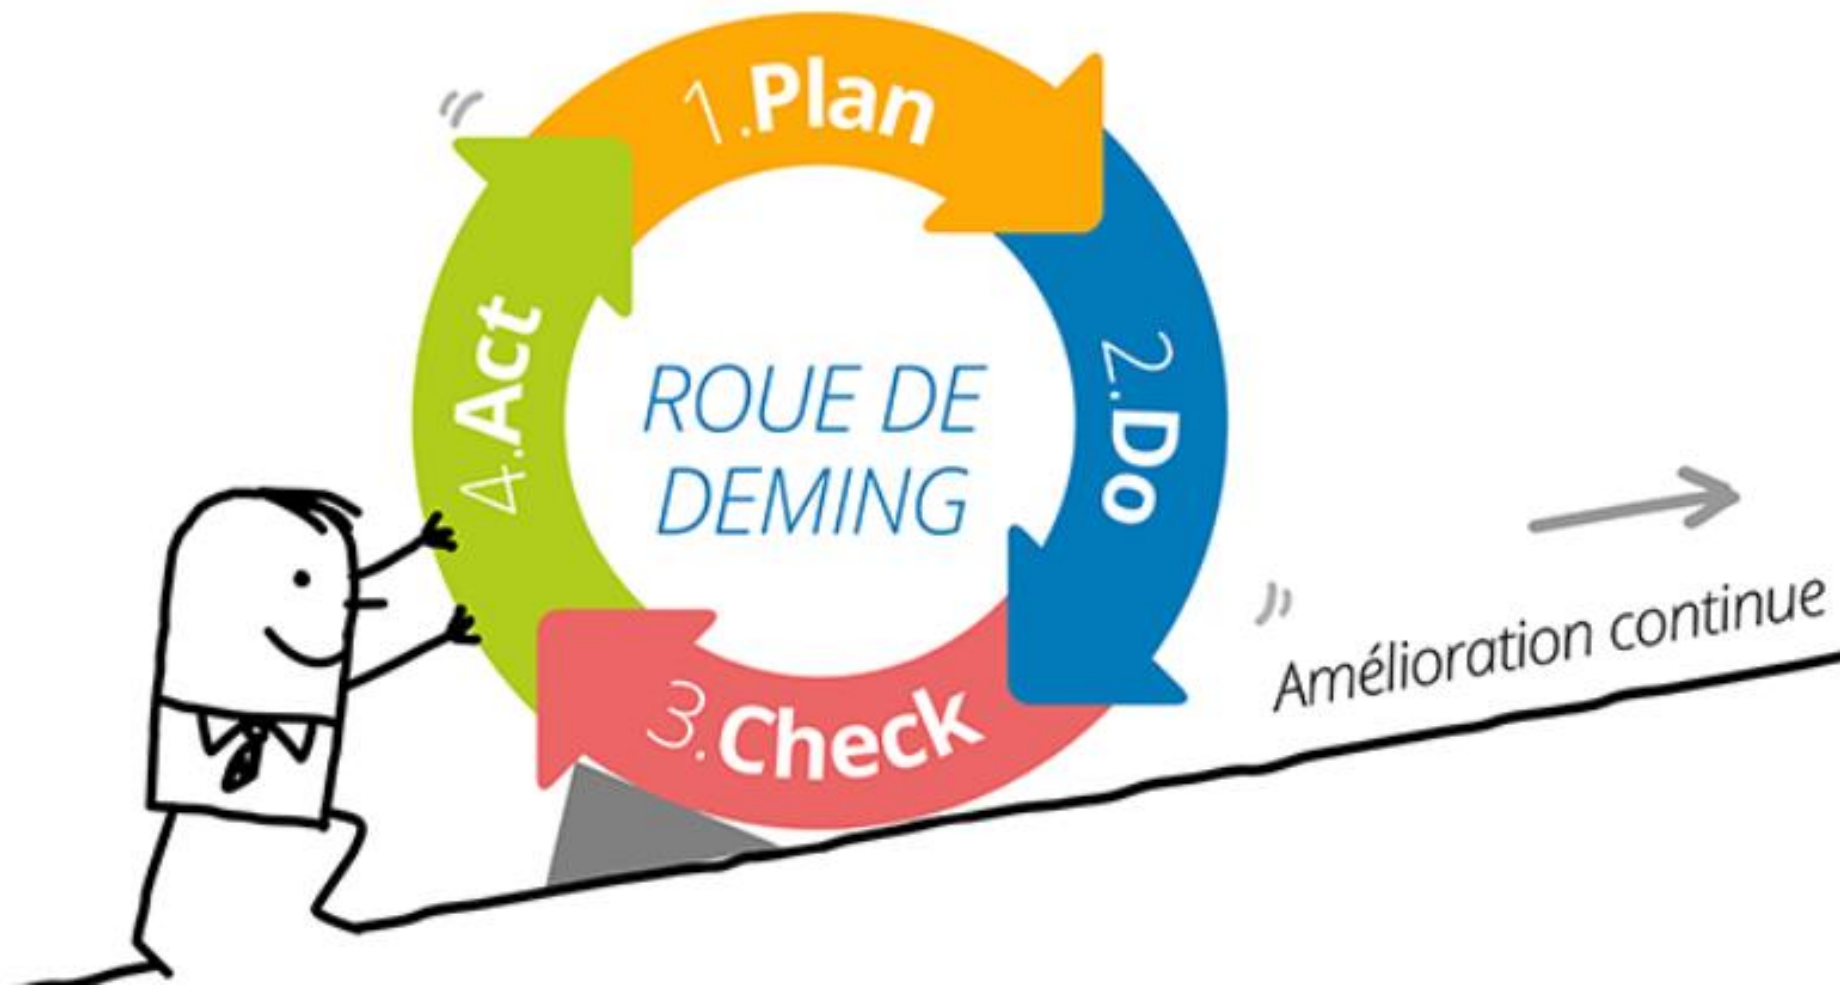 1.Plan
2.Do
3.Check
4.Act
ROUE DE
DEMING
Amélioration continue